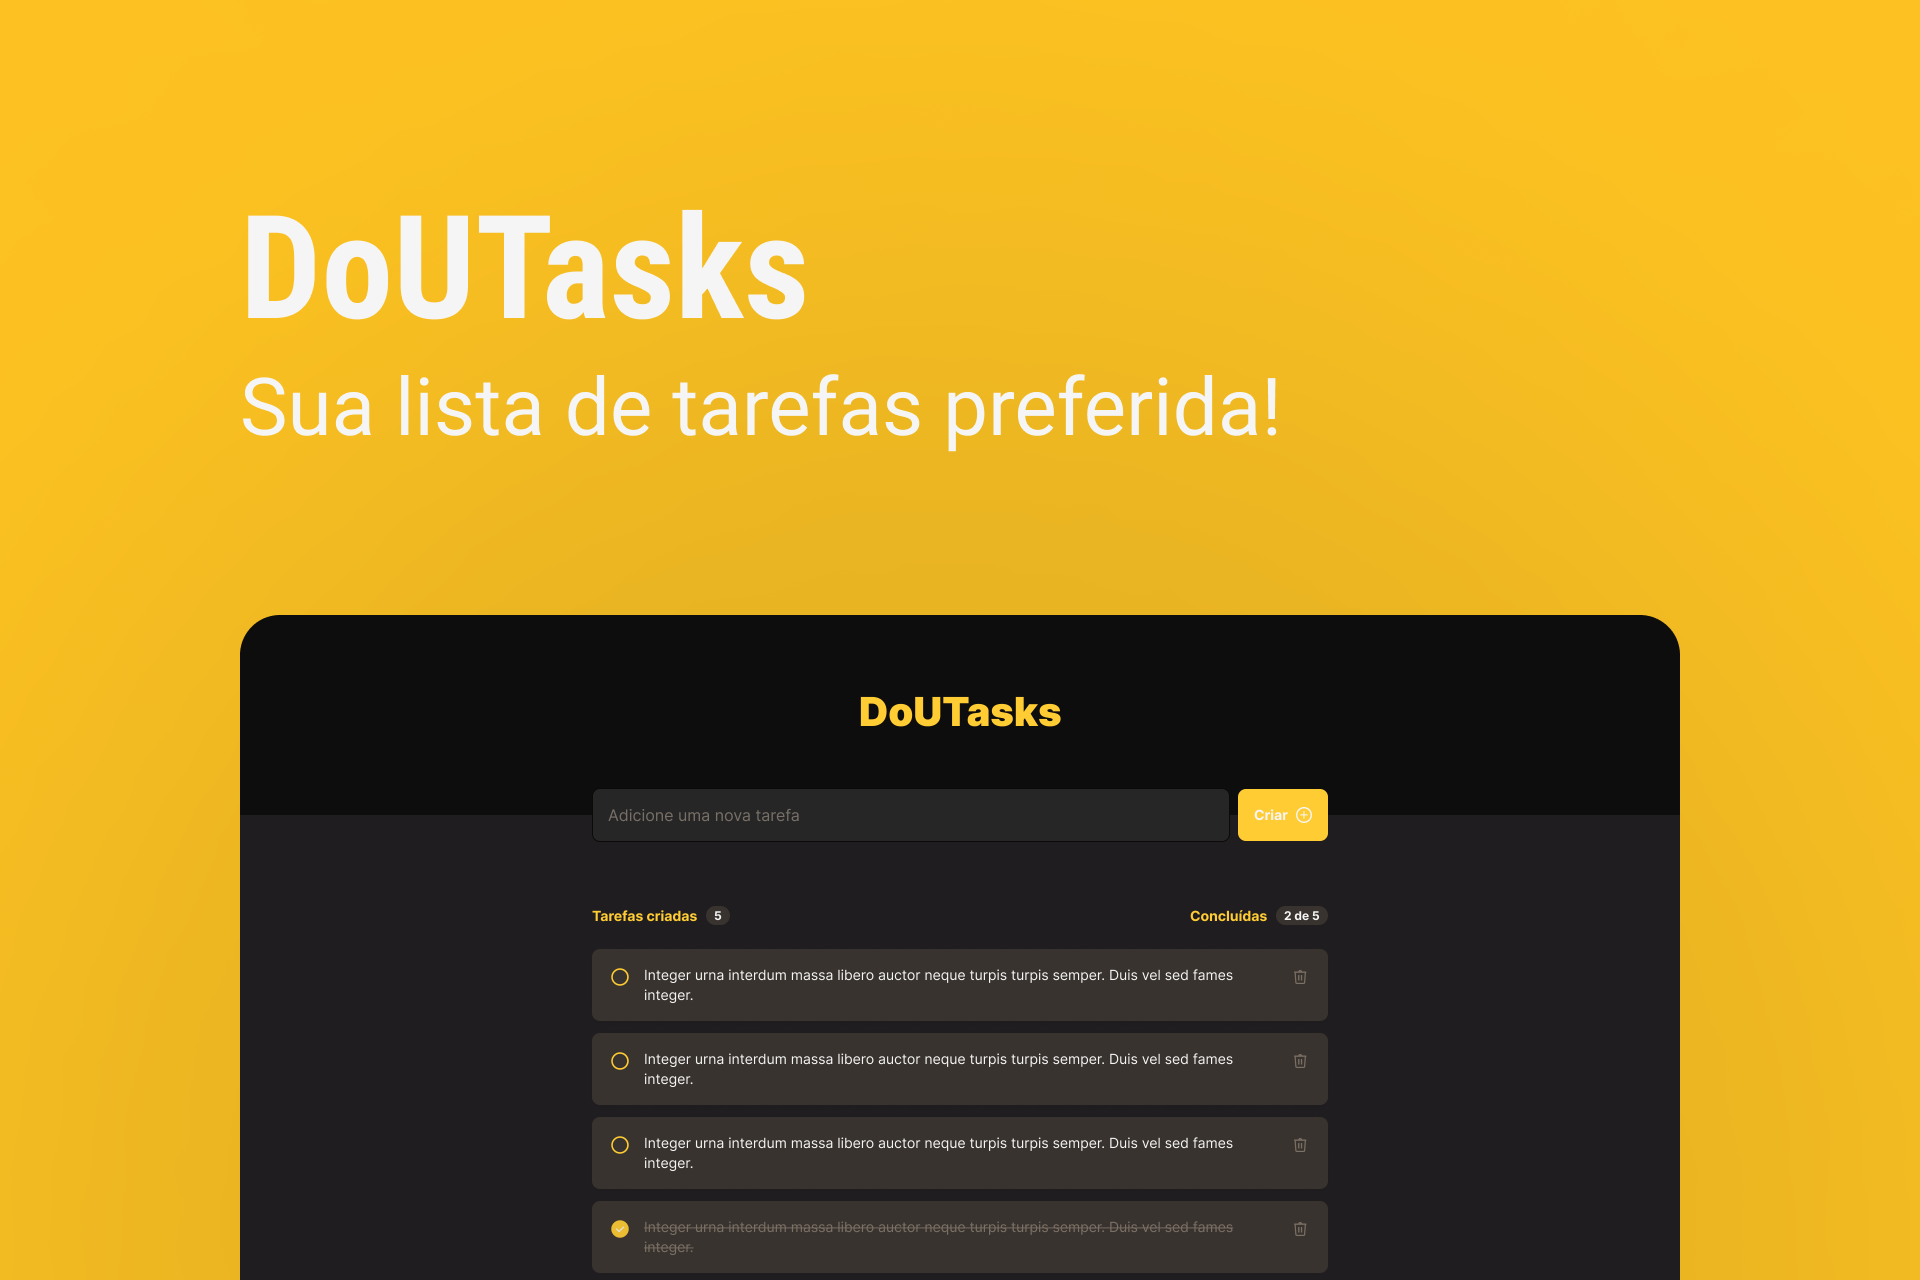 DoUTasks
Sua lista de tarefas preferida!
DoUTasks
Adicione uma nova tarefa
Criar
Tarefas criadas 5
Concluídas 2 de 5
Integer urna interdum massa libero auctor neque turpis turpis semper. Duis vel sed fames
integer.
Integer urna interdum massa libero auctor neque turpis turpis semper. Duis vel sed fames
integer.
Integer urna interdum massa libero auctor neque turpis turpis semper. Duis vel sed fames
integer.
Integer urna interdum massa libero auctor neque turpis turpis semper. Duis vel sed fames
integer.